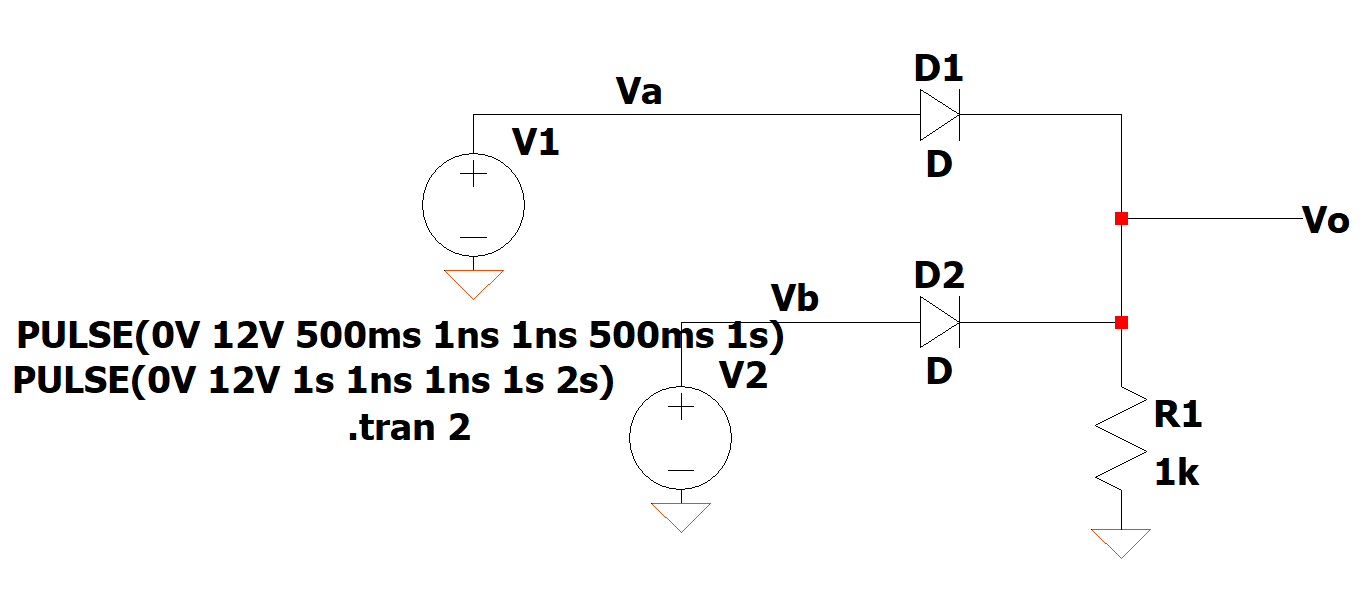 D1
Va
V1
D
Vo
D2
Vb
PULSE(0V 12V 500ms 1ns 1ns 500ms 1s)
V2
D
PULSE(0V 12V 1s 1ns 1ns 1s 2s)
R1
.tran 2
1k